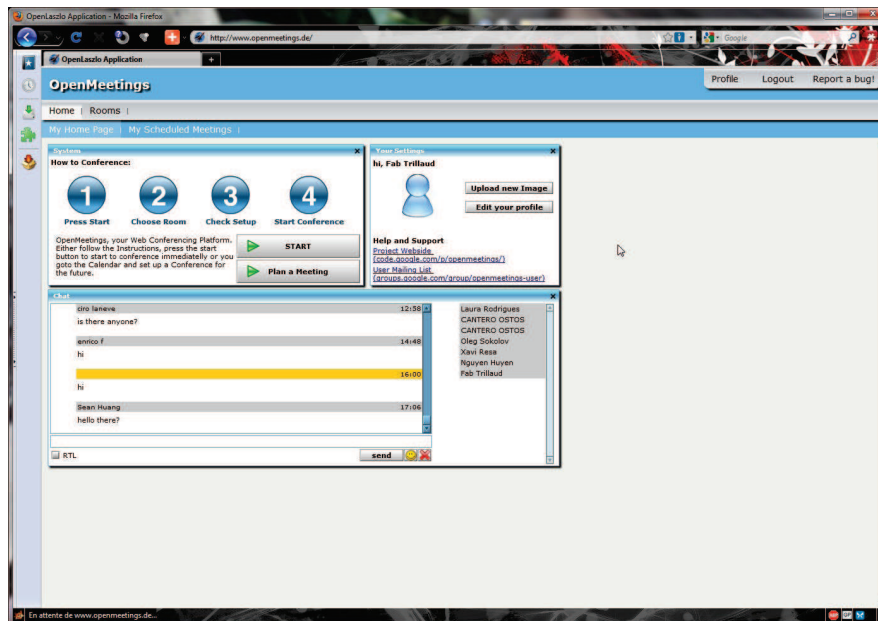 OpenLaszlo Application - Mozilla Firefox
http://www.openmeetings.de/
Google
OpenLaszlo Application
OpenMeetings
Profile Logout Report a bug!
Home Rooms
My Home Page My Scheduled Meetings
System
How to Conference:
1 2 3 4
Press Start Choose Room Check Setup Start Conference
OpenMeetings, your Web Conferencing Platform.
Either follow the Instructions, press the start
button to start to conference immediatelly or you
goto the Calendar and set up a Conference for
the future.
START
Plan a Meeting
Your Settings
hi, Fab Trillaud
Upload new Image
Edit your profile
Help and Support
Project Webside
(code.google.com/p/openmeetings/)
User Mailing List
(groups.google.com/group/openmeetings-user)
Chat
ciro laneve 12:58
is there anyone?
enrico f 14:48
hi
16:00
hi
Sean Huang 17:06
hello there?
Laura Rodrigues
CANTERO OSTOS
CANTERO OSTOS
Oleg Sokolov
Xavi Resa
Nguyen Huyen
Fab Trillaud
RTL
send
En attente de www.openmeetings.de...